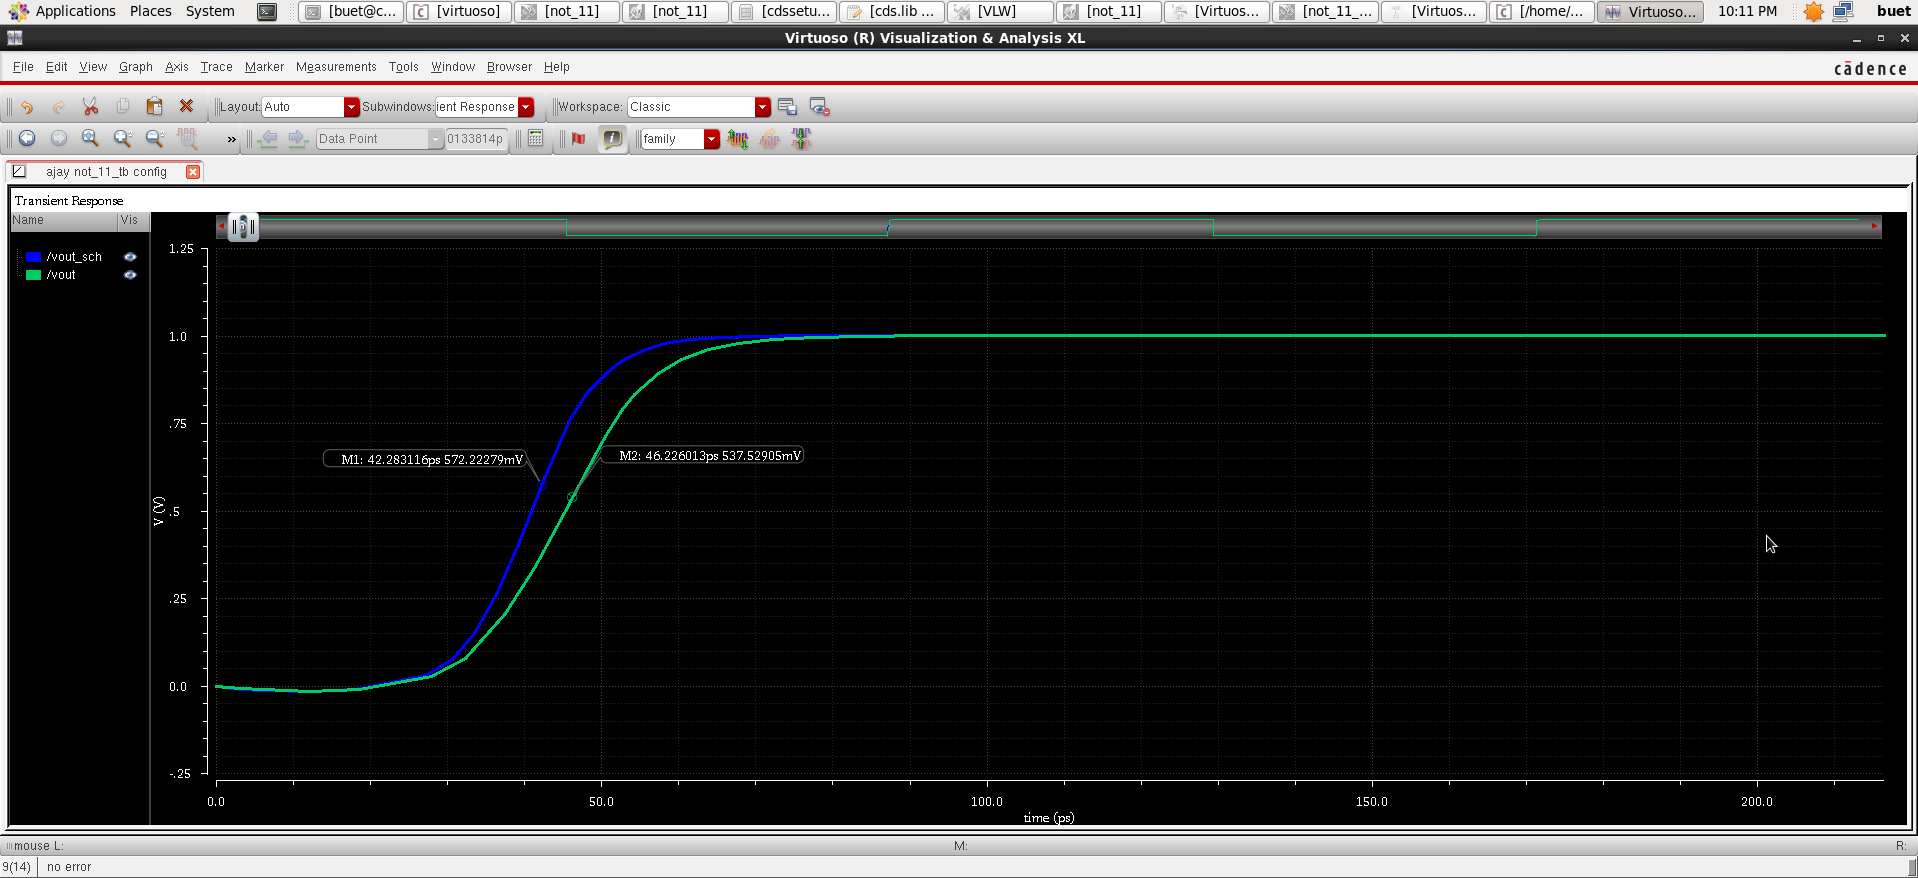 Applications Places System [buet@c... [virtuoso] [not_11] [not_11] [cdssetu... [cds.lib ... [VLW] [not_11] [Virtuos... [not_11_... [Virtuos... [/home/... Virtuoso... 10:11 PM buet
Virtuoso (R) Visualization & Analysis XL
File Edit View Graph Axis Trace Marker Measurements Tools Window Browser Help
cādence
Layout: Auto Subwindows: ient Response Workspace: Classic
» Data Point 0133814p family
ajay not_11_tb config
Transient Response
Name Vis
/vout_sch
/vout
1.25
1.0
.75
M1: 42.283116ps 572.22279mV
M2: 46.226013ps 537.52905mV
V (V)
.5
.25
0.0
-.25
0.0 50.0 100.0 150.0 200.0
time (ps)
mouse L: M: R:
9(14) no error